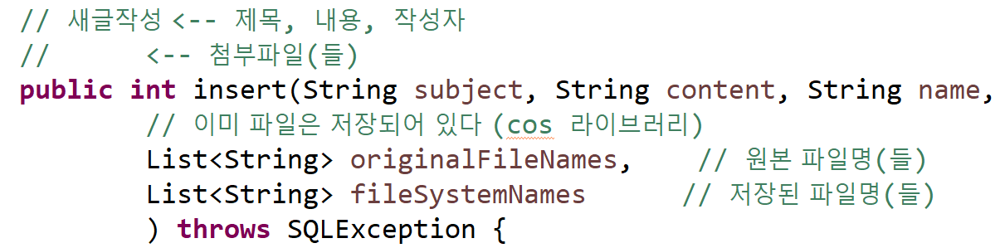 // 새글작성 <-- 제목, 내용, 작성자
//      <-- 첨부파일(들)
public int insert(String subject, String content, String name,
// 이미 파일은 저장되어 있다 (cos 라이브러리)
List<String> originalFileNames,    // 원본 파일명(들)
List<String> fileSystemNames      // 저장된 파일명(들)
) throws SQLException {